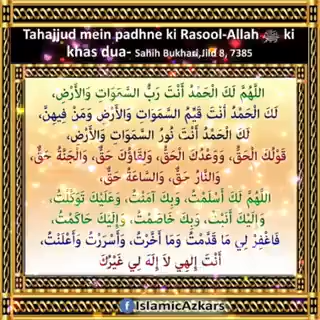 Tahajjud mein padhne ki Rasool-Allah ﷺ ki
khas dua- Sahih Bukhari,Jild 8, 7385
اللَّهُمَّ لَكَ الْحَمْدُ أَنْتَ رَبُّ السَّمَوَاتِ وَالأَرْضِ،
لَكَ الْحَمْدُ أَنْتَ قَيِّمُ السَّمَوَاتِ وَالأَرْضِ وَمَنْ فِيهِنَّ،
لَكَ الْحَمْدُ أَنْتَ نُورُ السَّمَوَاتِ وَالأَرْضِ،
قَوْلُكَ الْحَقُّ، وَوَعْدُكَ الْحَقُّ، وَلِقَاؤُكَ حَقٌّ، وَالْجَنَّةُ حَقٌّ،
وَالنَّارُ حَقٌّ، وَالسَّاعَةُ حَقٌّ،
اللَّهُمَّ لَكَ أَسْلَمْتُ، وَبِكَ آمَنْتُ، وَعَلَيْكَ تَوَكَّلْتُ،
وَإِلَيْكَ أَنَبْتُ، وَبِكَ خَاصَمْتُ، وَإِلَيْكَ حَاكَمْتُ،
فَاغْفِرْ لِي مَا قَدَّمْتُ وَمَا أَخَّرْتُ، وَأَسْرَرْتُ وَأَعْلَنْتُ،
أَنْتَ إِلَهِي لاَ إِلَهَ لِي غَيْرُكَ
f IslamicAzkars